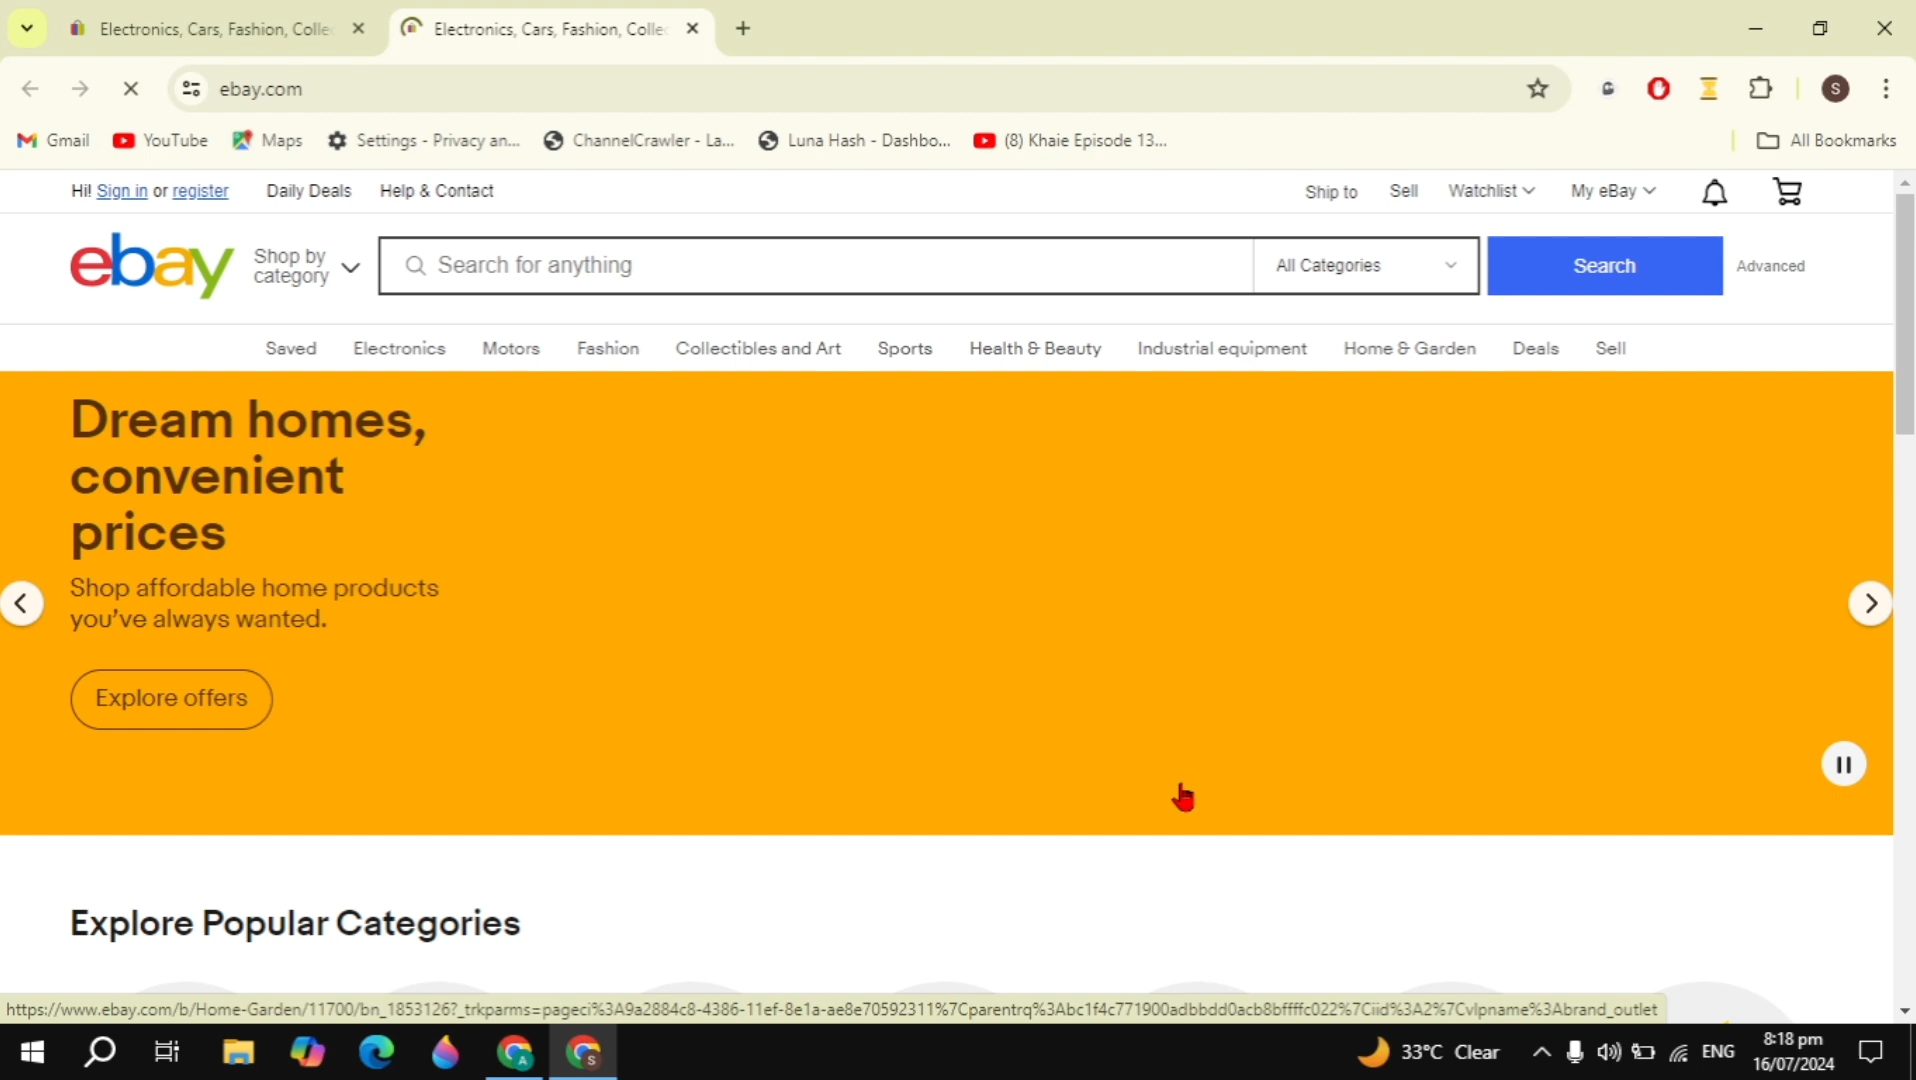 Electronics, Cars, Fashion, Colle
Electronics, Cars, Fashion, Collec
ebay.com
S
Gmail
YouTube
Maps
Settings - Privacy an...
ChannelCrawler - La...
Luna Hash - Dashbo...
(8) Khaie Episode 13...
All Bookmarks
Hi! Sign in or register
Daily Deals
Help & Contact
Ship to
Sell
Watchlist
My eBay
ebay
Shop by
category
Search for anything
All Categories
Search
Advanced
Saved
Electronics
Motors
Fashion
Collectibles and Art
Sports
Health & Beauty
Industrial equipment
Home & Garden
Deals
Sell
Dream homes,
convenient
prices
Shop affordable home products
you've always wanted.
Explore offers
Explore Popular Categories
https://www.ebay.com/b/Home-Garden/11700/bn_1853126?_trkparms=pageci%3A9a2884c8-4386-11ef-8e1a-ae8e70592311%7Cparentrq%3Abc1f4c771900adbbdd0acb8bffffc022%7Ciid%3A2%7Cvlpname%3Abrand_outlet
A
S
33°C Clear
ENG
8:18 pm
16/07/2024